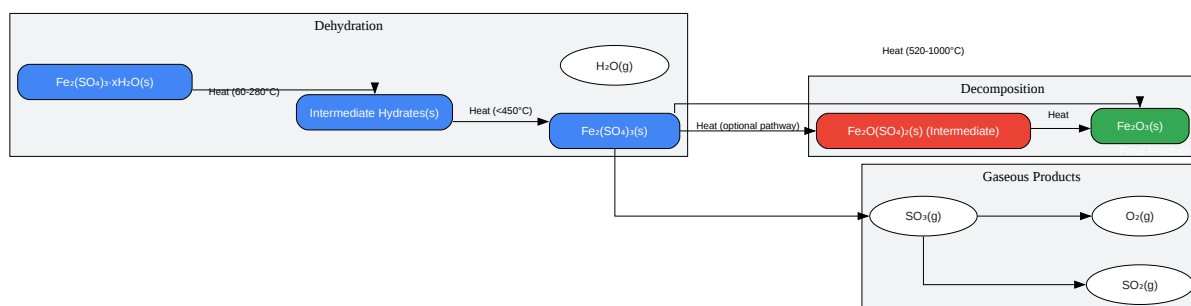 Dehydration
Heat (520-1000°C)
H₂O(g)
Fe₂(SO₄)₃·xH₂O(s)
Heat (60-280°C)
Intermediate Hydrates(s)
Heat (<450°C)
Fe₂(SO₄)₃(s)
Heat (optional pathway)
Decomposition
Fe₂O(SO₄)₂(s) (Intermediate)
Heat
Fe₂O₃(s)
Gaseous Products
SO₃(g)
O₂(g)
SO₂(g)